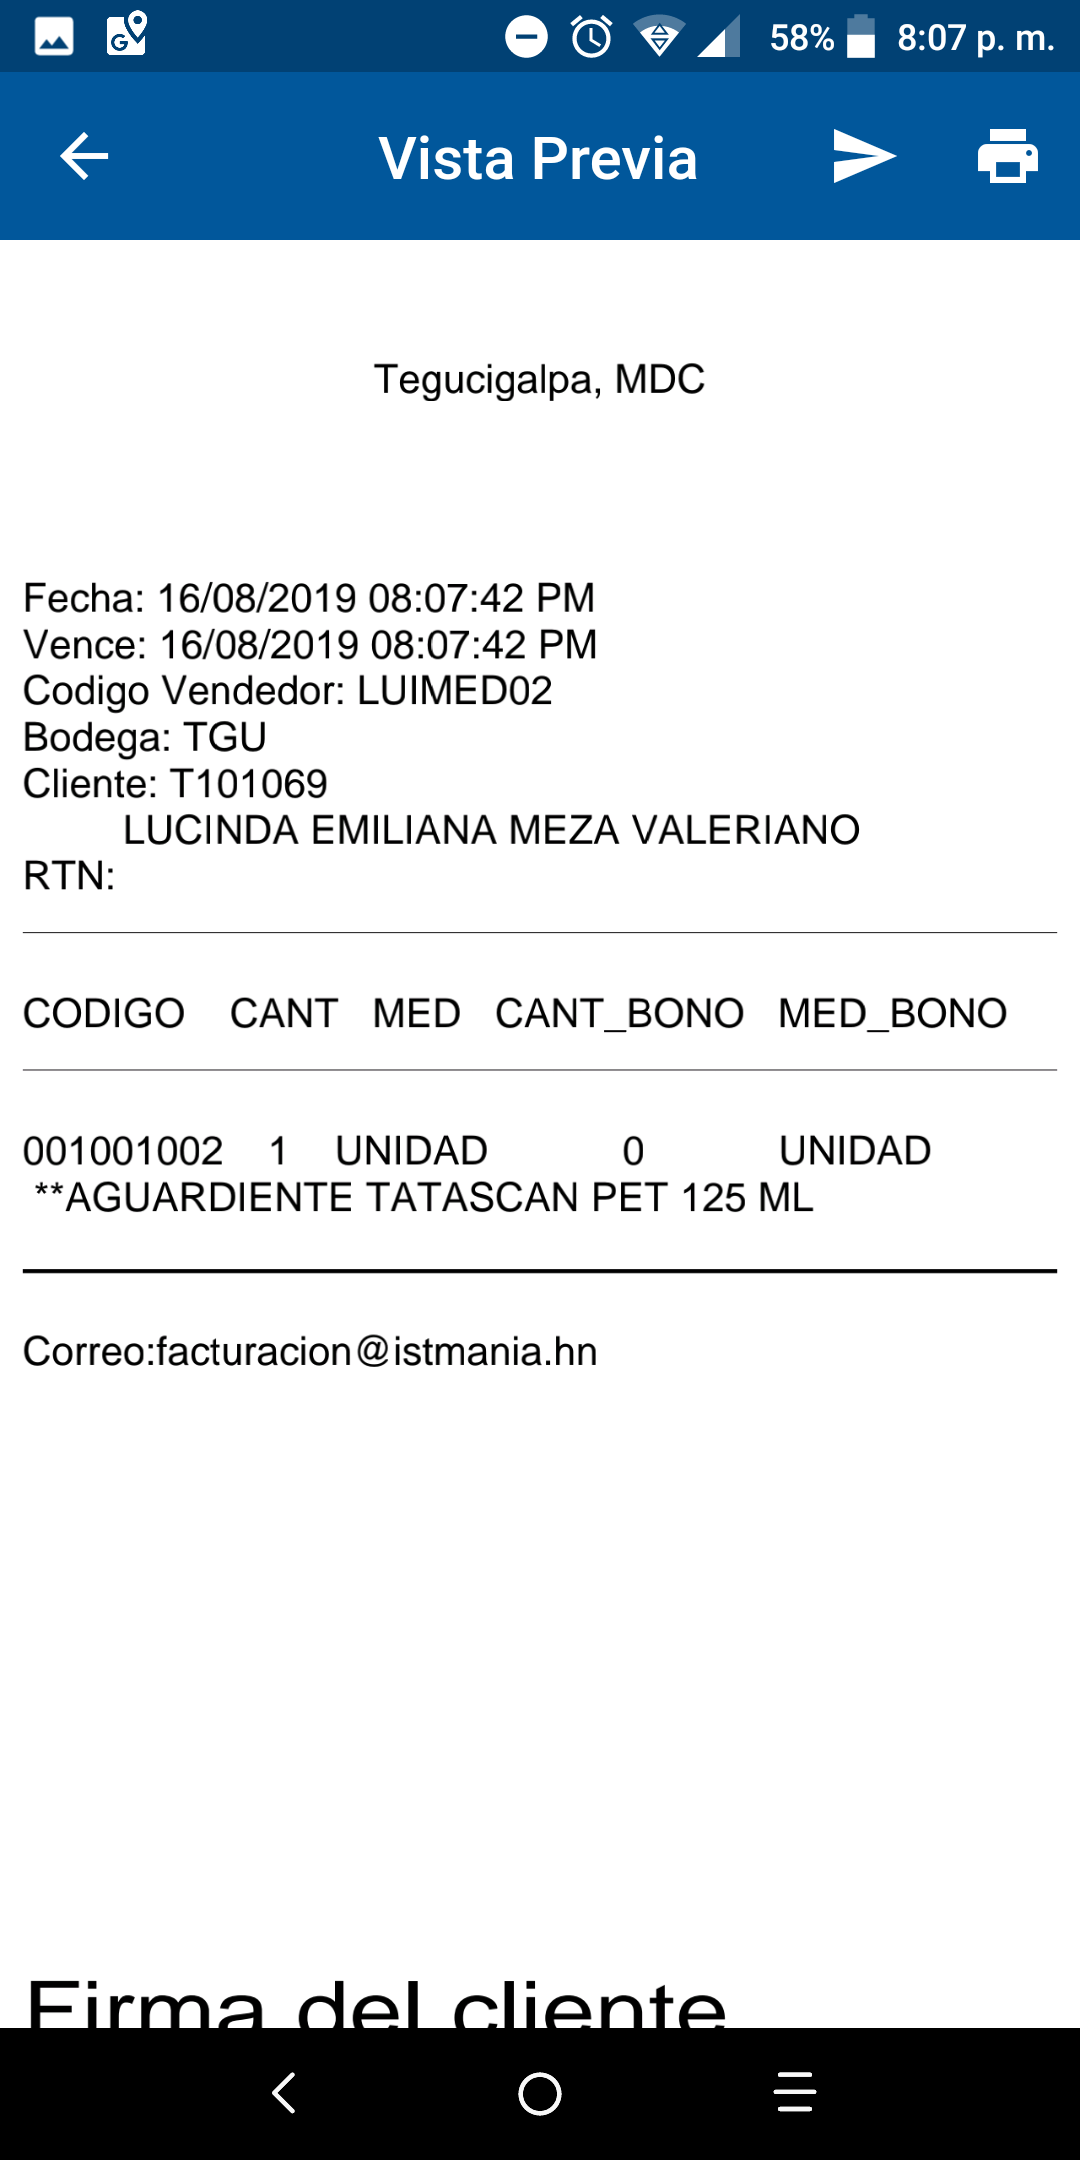 58% 8:07 p. m.
Vista Previa
Tegucigalpa, MDC
Fecha: 16/08/2019 08:07:42 PM
Vence: 16/08/2019 08:07:42 PM
Codigo Vendedor: LUIMED02
Bodega: TGU
Cliente: T101069
LUCINDA EMILIANA MEZA VALERIANO
RTN:
CODIGO CANT MED CANT_BONO MED_BONO
001001002 1 UNIDAD 0 UNIDAD
**AGUARDIENTE TATASCAN PET 125 ML
Correo:facturacion@istmania.hn
Firma del cliente